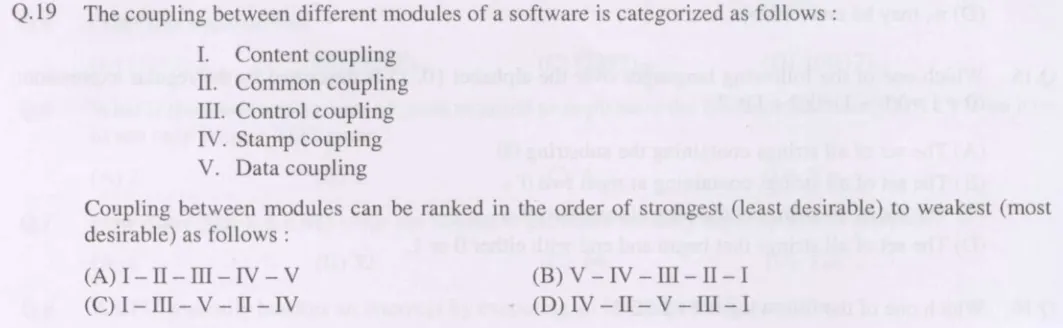 Q.19 The coupling between different modules of a software is categorized as follows :
I. Content coupling
II. Common coupling
III. Control coupling
IV. Stamp coupling
V. Data coupling
Coupling between modules can be ranked in the order of strongest (least desirable) to weakest (most
desirable) as follows :
(A) I – II – III – IV – V (B) V – IV – III – II – I
(C) I – III – V – II – IV (D) IV – II – V – III – I